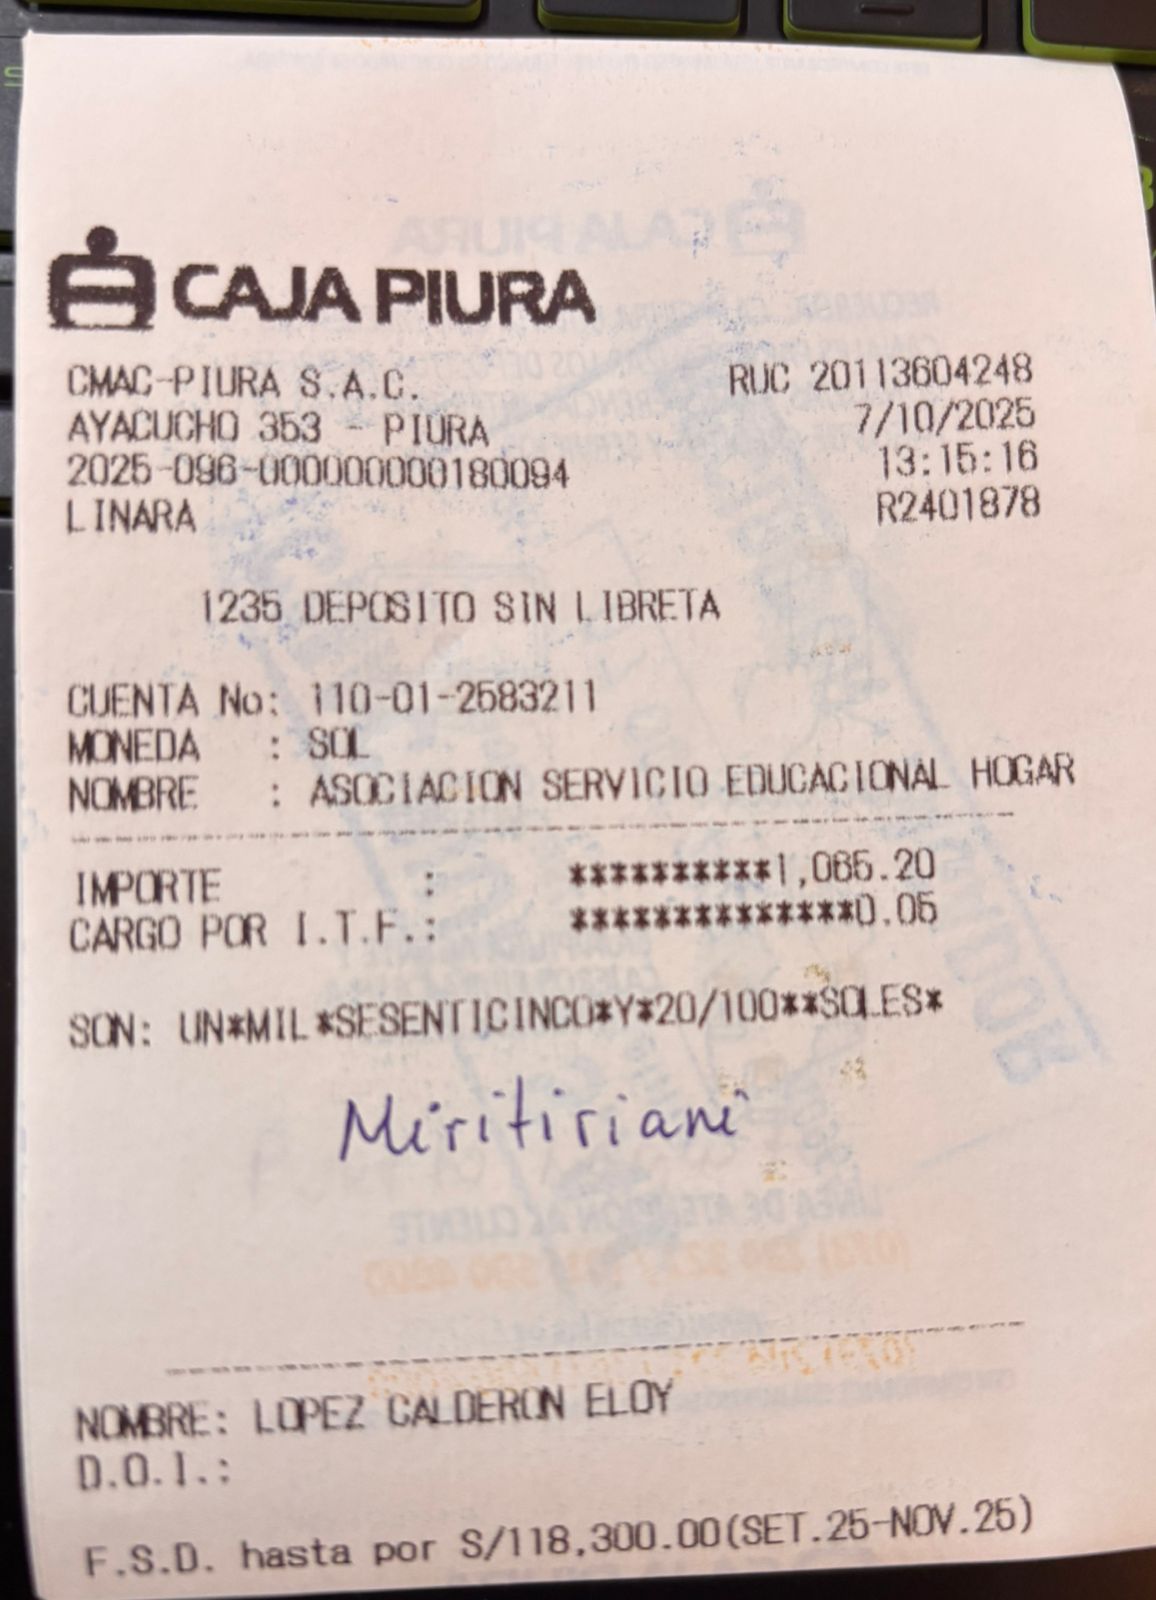 CAJA PIURA
CMAC-PIURA S.A.C. RUC 20113604248
AYACUCHO 353 - PIURA 7/10/2025
2025-096-000000000180094 13:15:16
LINARA R2401878
1235 DEPOSITO SIN LIBRETA
CUENTA No: 110-01-2583211
MONEDA : SOL
NOMBRE : ASOCIACION SERVICIO EDUCACIONAL HOGAR
IMPORTE : **********1,065.20
CARGO POR I.T.F.: **************0.05
SON: UN*MIL*SESENTICINCO*Y*20/100**SOLES*
Miritiriani
NOMBRE: LOPEZ CALDERON ELOY
D.O.I.:
F.S.D. hasta por S/118,300.00(SET.25-NOV.25)